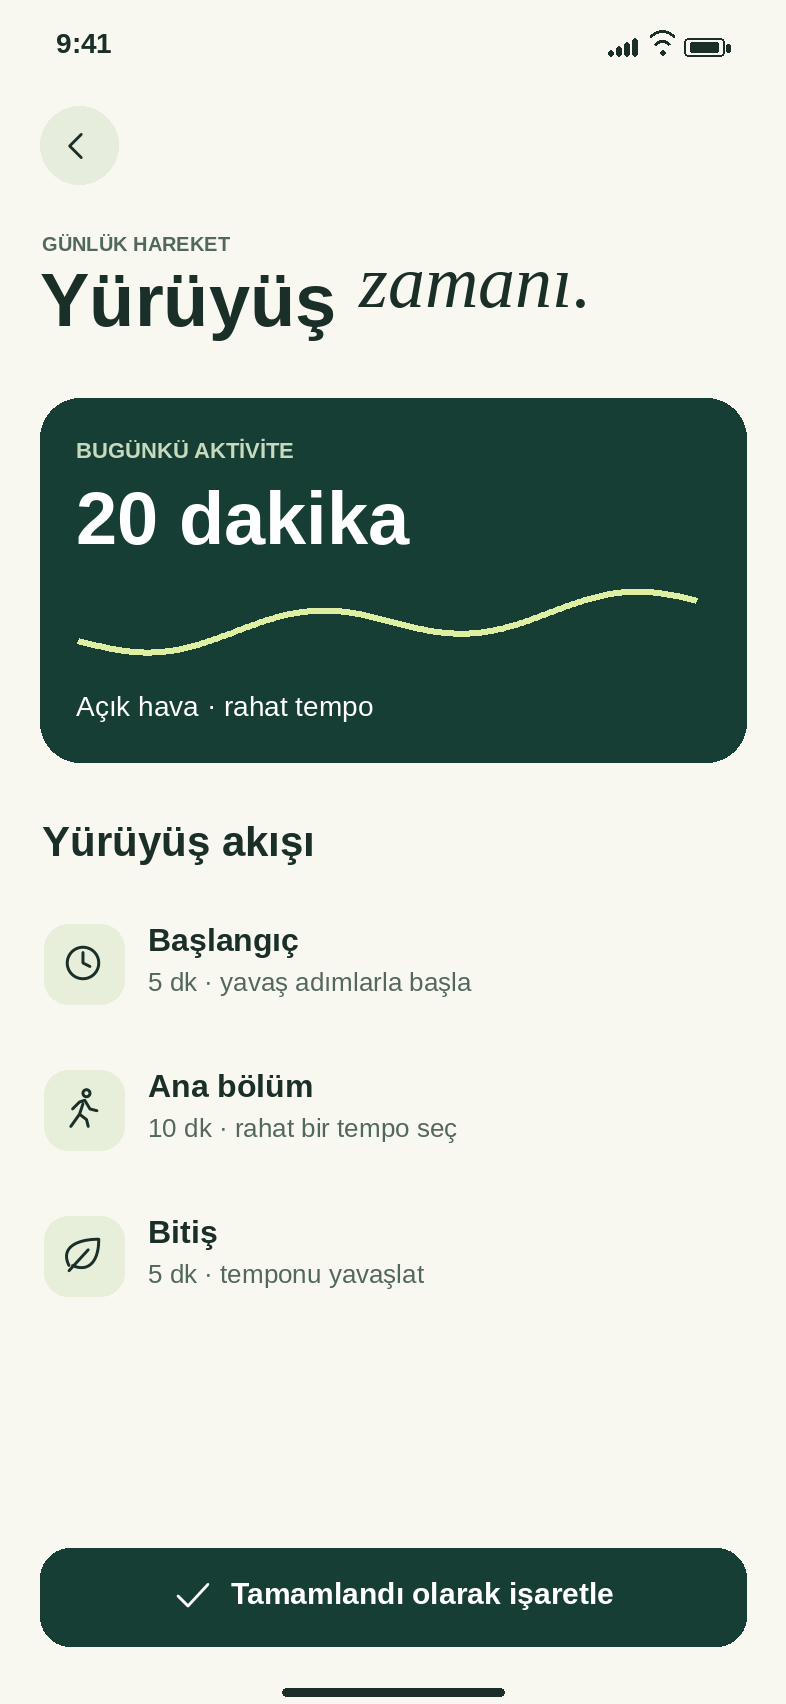 9:41
GÜNLÜK HAREKET
Yürüyüş zamanı.
BUGÜNKÜ AKTİVİTE
20 dakika
Açık hava · rahat tempo
Yürüyüş akışı
Başlangıç
5 dk · yavaş adımlarla başla
Ana bölüm
10 dk · rahat bir tempo seç
Bitiş
5 dk · temponu yavaşlat
Tamamlandı olarak işaretle